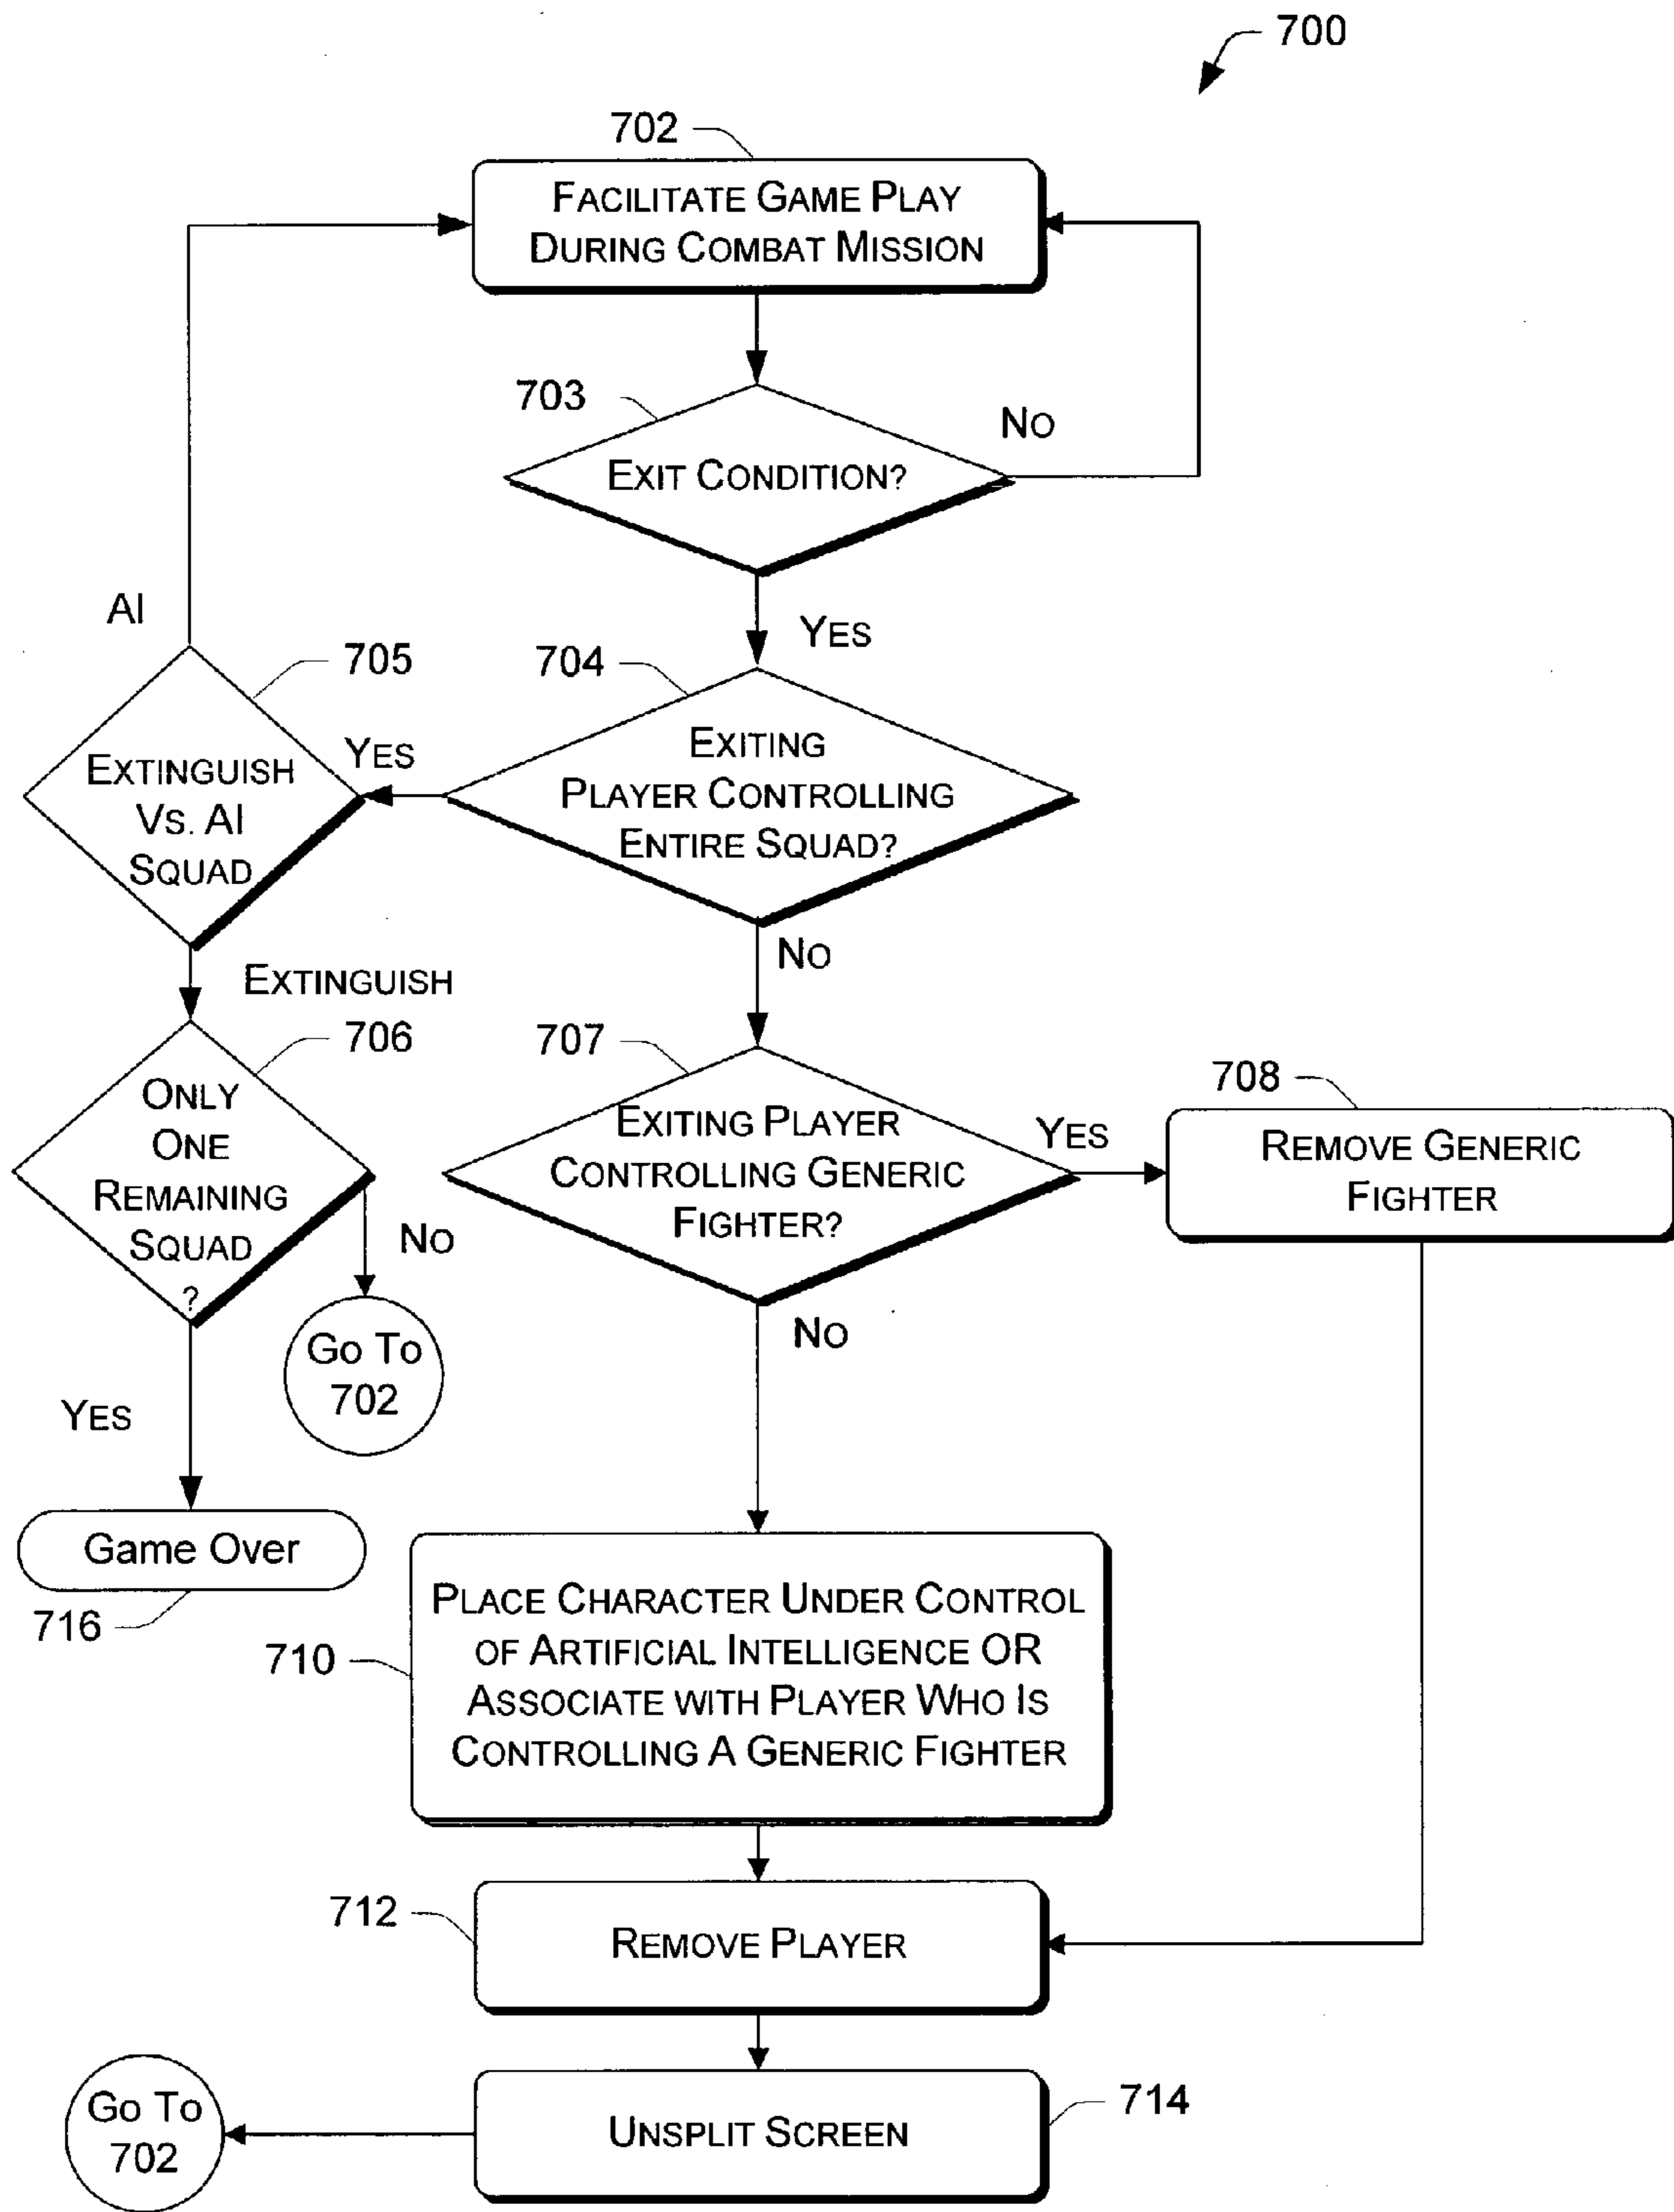 700
702
FACILITATE GAME PLAY
DURING COMBAT MISSION
703
NO
EXIT CONDITION?
AI
YES
705
704
EXTINGUISH
VS. AI
SQUAD
YES
EXITING
PLAYER CONTROLLING
ENTIRE SQUAD?
NO
EXTINGUISH
706
707
708
ONLY
ONE
REMAINING
SQUAD
?
EXITING PLAYER
CONTROLLING GENERIC
FIGHTER?
YES
REMOVE GENERIC
FIGHTER
NO
NO
Go To
702
YES
Game Over
716
710
PLACE CHARACTER UNDER CONTROL
OF ARTIFICIAL INTELLIGENCE OR
ASSOCIATE WITH PLAYER WHO IS
CONTROLLING A GENERIC FIGHTER
712
REMOVE PLAYER
714
UNSPLIT SCREEN
Go To
702